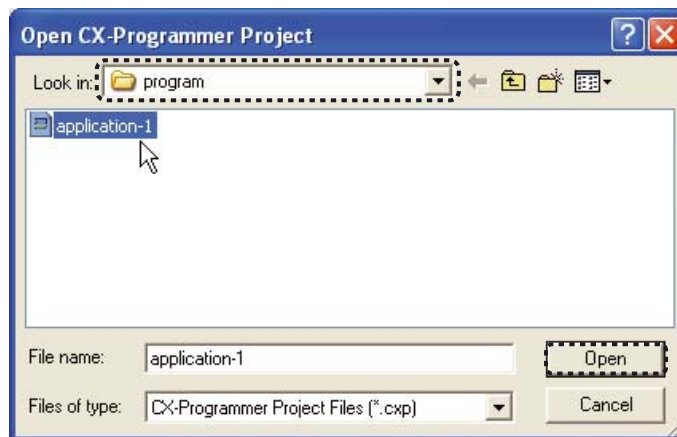 Open CX-Programmer Project
Look in: program
application-1
File name: application-1 Open
Files of type: CX-Programmer Project Files (*.cxp) Cancel